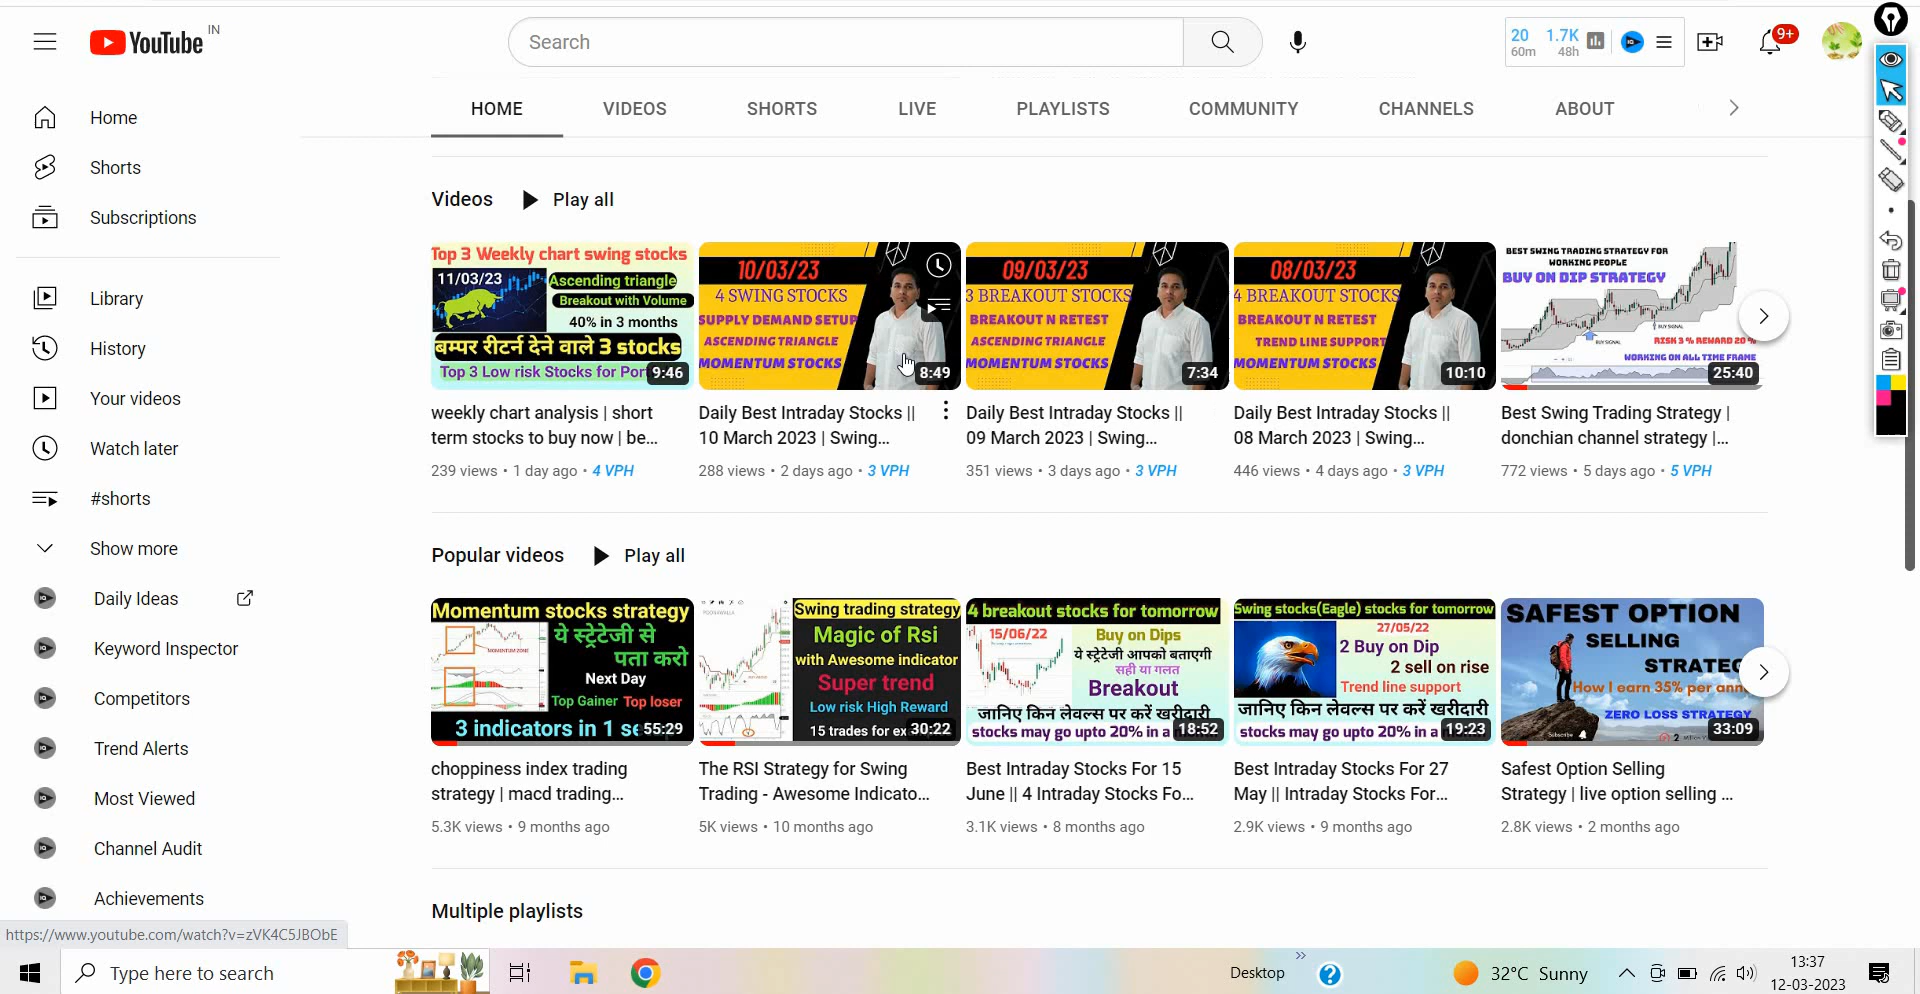 YouTube IN
Search
20 1.7K
60m 48h
9+
HOME VIDEOS SHORTS LIVE PLAYLISTS COMMUNITY CHANNELS ABOUT
Home
Shorts
Subscriptions
Library
History
Your videos
Watch later
#shorts
Show more
Daily Ideas
Keyword Inspector
Competitors
Trend Alerts
Most Viewed
Channel Audit
Achievements
Videos Play all
Top 3 Weekly chart swing stocks
11/03/23
Ascending triangle
Breakout with Volume
40% in 3 months
बम्पर रीटर्न देने वाले 3 stocks
Top 3 Low risk Stocks for Por
9:46
weekly chart analysis | short
term stocks to buy now | be...
239 views • 1 day ago • 4 VPH
10/03/23
4 SWING STOCKS
SUPPLY DEMAND SETUP
ASCENDING TRIANGLE
MOMENTUM STOCKS
8:49
Daily Best Intraday Stocks ||
10 March 2023 | Swing...
288 views • 2 days ago • 3 VPH
09/03/23
3 BREAKOUT STOCKS
BREAKOUT N RETEST
ASCENDING TRIANGLE
MOMENTUM STOCKS
7:34
Daily Best Intraday Stocks ||
09 March 2023 | Swing...
351 views • 3 days ago • 3 VPH
08/03/23
4 BREAKOUT STOCKS
BREAKOUT N RETEST
TREND LINE SUPPORT
MOMENTUM STOCKS
10:10
Daily Best Intraday Stocks ||
08 March 2023 | Swing...
446 views • 4 days ago • 3 VPH
BEST SWING TRADING STRATEGY FOR
WORKING PEOPLE
BUY ON DIP STRATEGY
BUY SIGNAL
BUY SIGNAL
RISK 3 % REWARD 20 %
WORKING ON ALL TIME FRAME
25:40
Best Swing Trading Strategy |
donchian channel strategy |...
772 views • 5 days ago • 5 VPH
Popular videos Play all
Momentum stocks strategy
MOMENTUM ZONE
ये स्ट्रेटेजी से
पता करो
Next Day
Top Gainer Top loser
3 indicators in 1 se
55:29
choppiness index trading
strategy | macd trading...
5.3K views • 9 months ago
Swing trading strategy
Magic of Rsi
with Awesome indicator
Super trend
Low risk High Reward
15 trades for ex
30:22
The RSI Strategy for Swing
Trading - Awesome Indicato...
5K views • 10 months ago
4 breakout stocks for tomorrow
15/06/22
Buy on Dips
ये स्ट्रेटेजी आपको बताएगी
सही या गलत
Breakout
जानिए किन लेवल्स पर करें खरीदारी
stocks may go upto 20% in a
18:52
Best Intraday Stocks For 15
June || 4 Intraday Stocks Fo...
3.1K views • 8 months ago
Swing stocks(Eagle) stocks for tomorrow
27/05/22
2 Buy on Dip
2 sell on rise
Trend line support
जानिए किन लेवल्स पर करें खरीदारी
stocks may go upto 20% in a
19:23
Best Intraday Stocks For 27
May || Intraday Stocks For...
2.9K views • 9 months ago
SAFEST OPTION
SELLING
STRATEG
How I earn 35% per ann
ZERO LOSS STRATEGY
Subscribe
33:09
Safest Option Selling
Strategy | live option selling ...
2.8K views • 2 months ago
Multiple playlists
https://www.youtube.com/watch?v=zVK4C5JBObE
Type here to search
Desktop
32°C Sunny
13:37
12-03-2023